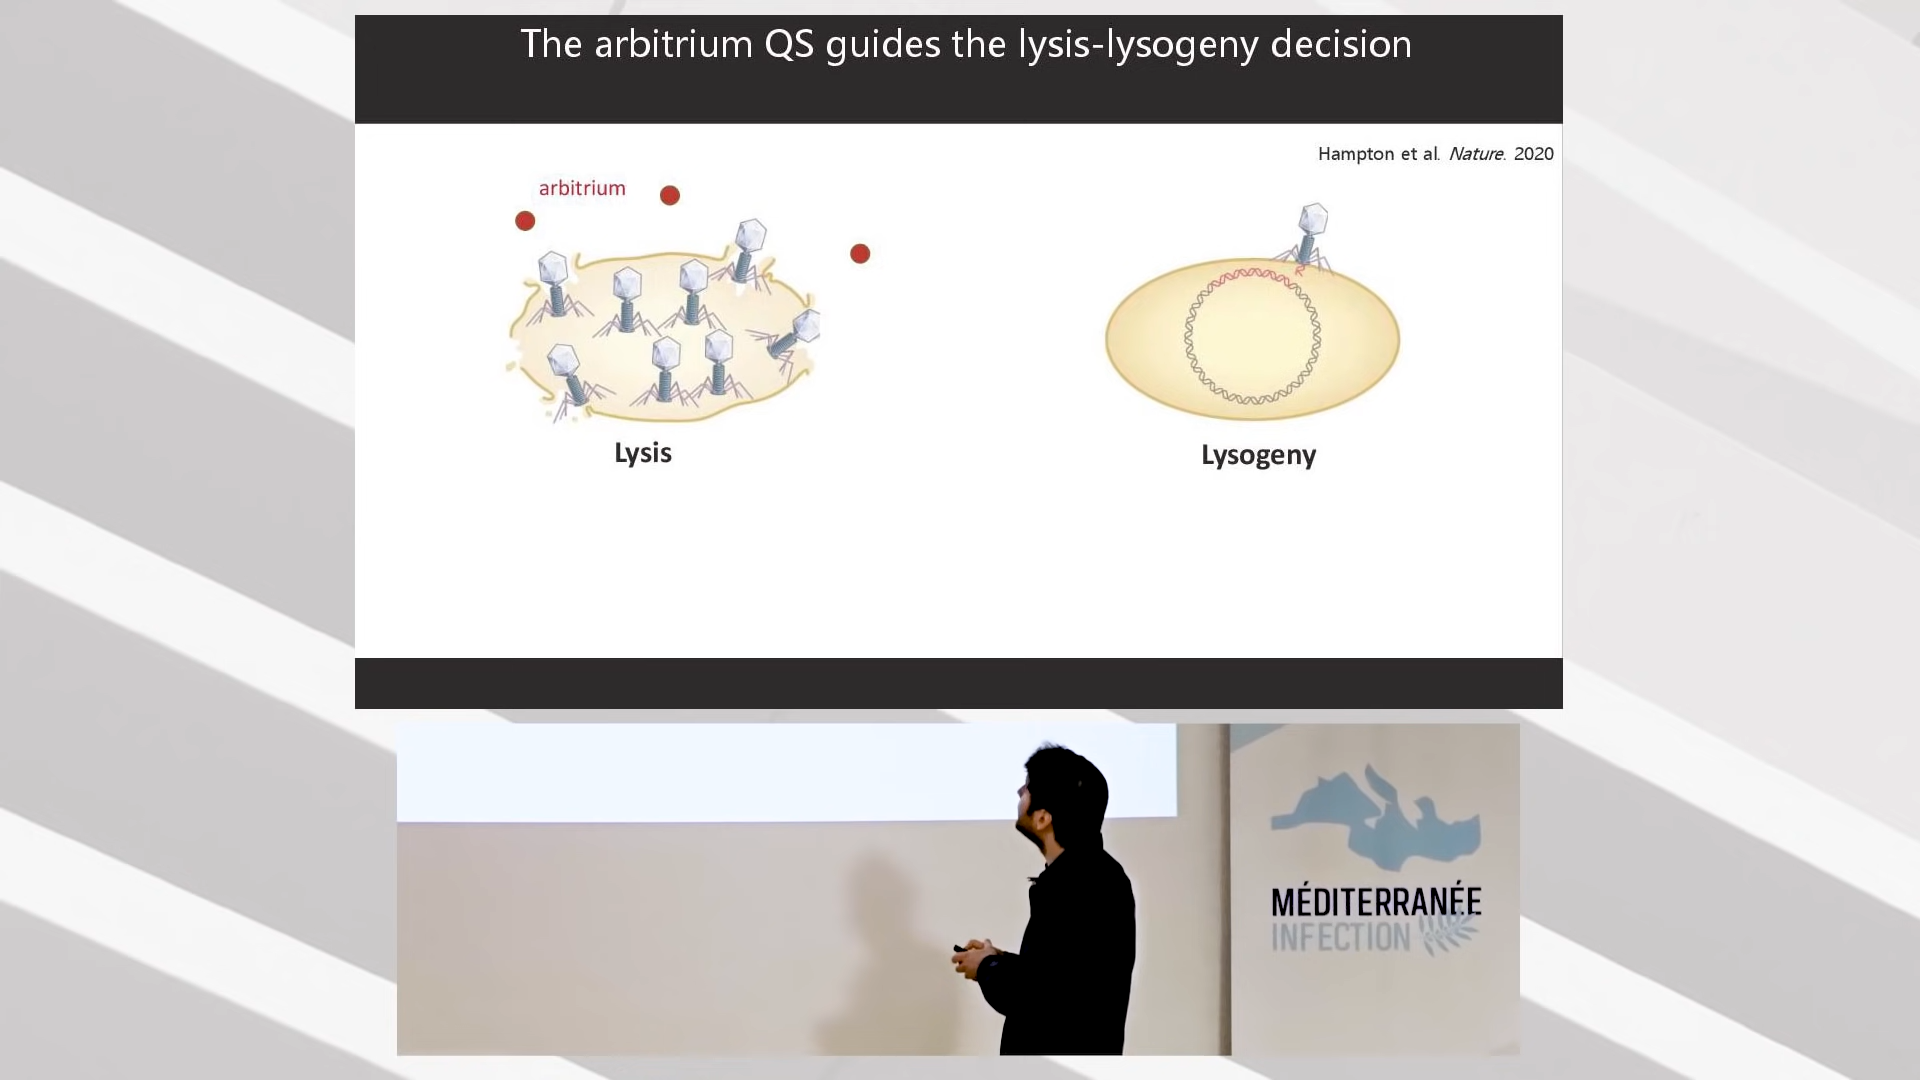 The arbitrium QS guides the lysis-lysogeny decision
Hampton et al. Nature. 2020
arbitrium
Lysis
Lysogeny
MÉDITERRANÉE
INFECTION